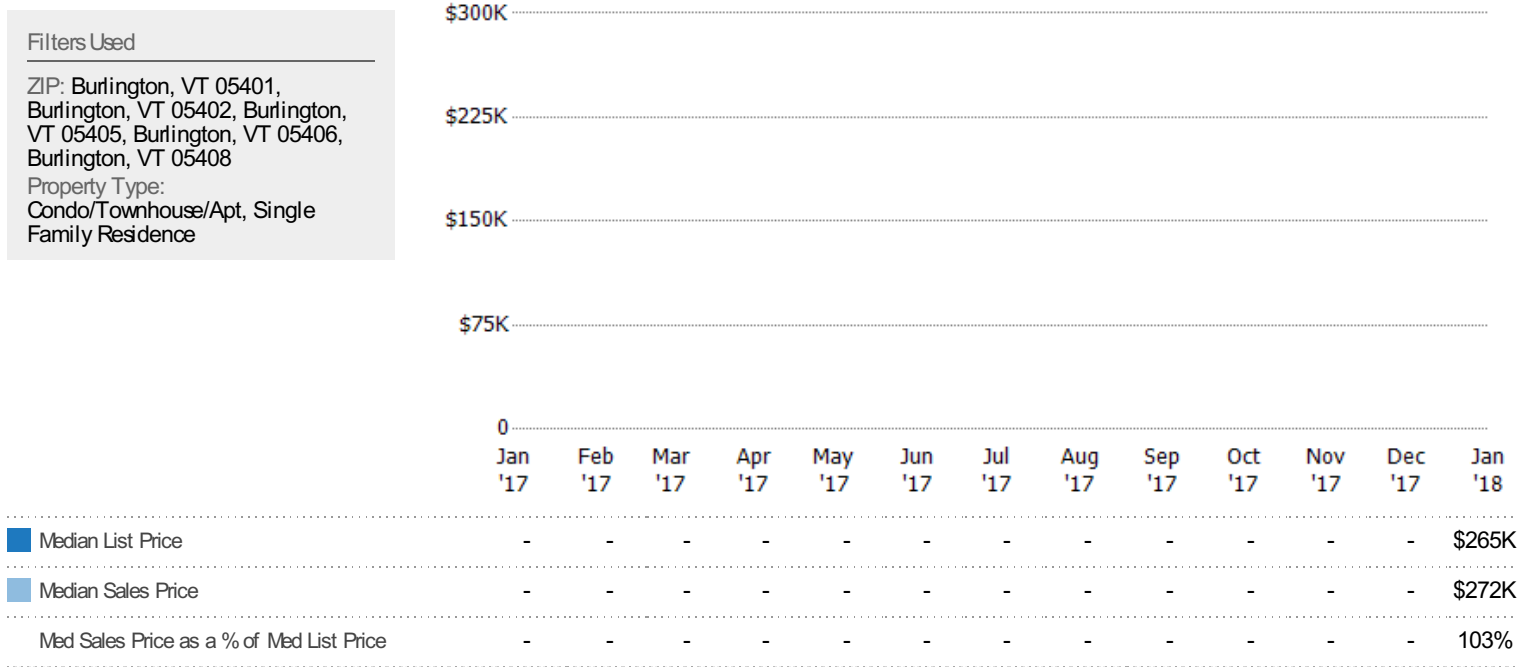 Filters Used
ZIP: Burlington, VT 05401,
Burlington, VT 05402, Burlington,
VT 05405, Burlington, VT 05406,
Burlington, VT 05408
Property Type:
Condo/Townhouse/Apt, Single
Family Residence
$300K
$225K
$150K
$75K
0
Jan Feb Mar Apr May Jun Jul Aug Sep Oct Nov Dec Jan
'17 '17 '17 '17 '17 '17 '17 '17 '17 '17 '17 '17 '18
Median List Price - - - - - - - - - - - - $265K
Median Sales Price - - - - - - - - - - - - $272K
Med Sales Price as a % of Med List Price - - - - - - - - - - - - 103%